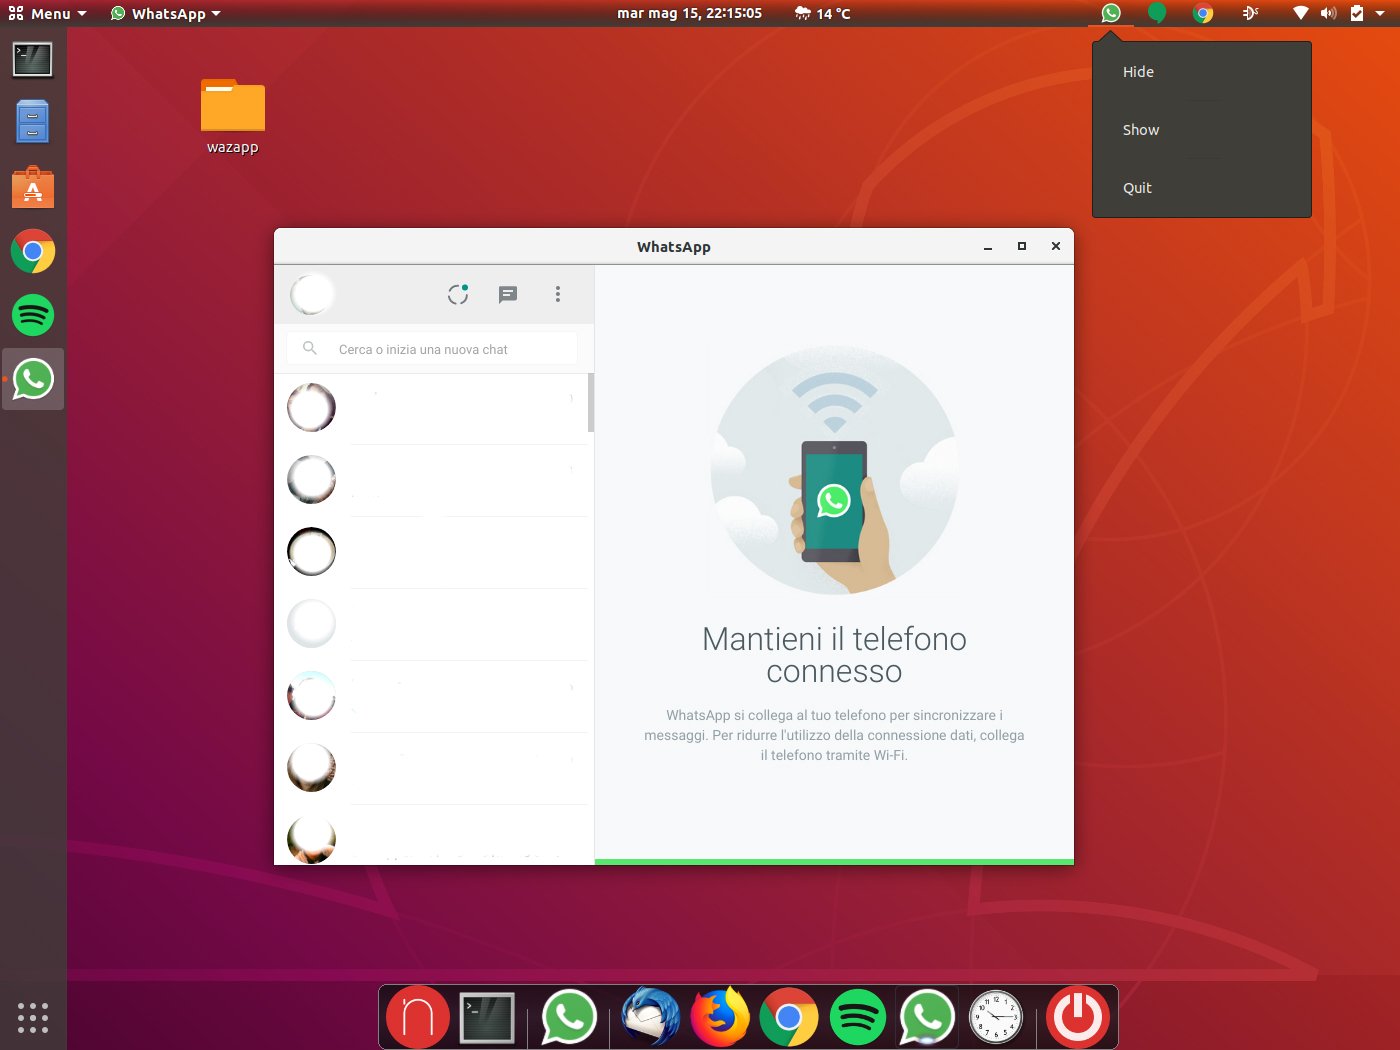 Menu WhatsApp mar mag 15, 22:15:05 14 °C
Hide
Show
Quit
wazapp
WhatsApp
Cerca o inizia una nuova chat
Mantieni il telefono
connesso
WhatsApp si collega al tuo telefono per sincronizzare i
messaggi. Per ridurre l'utilizzo della connessione dati, collega
il telefono tramite Wi-Fi.